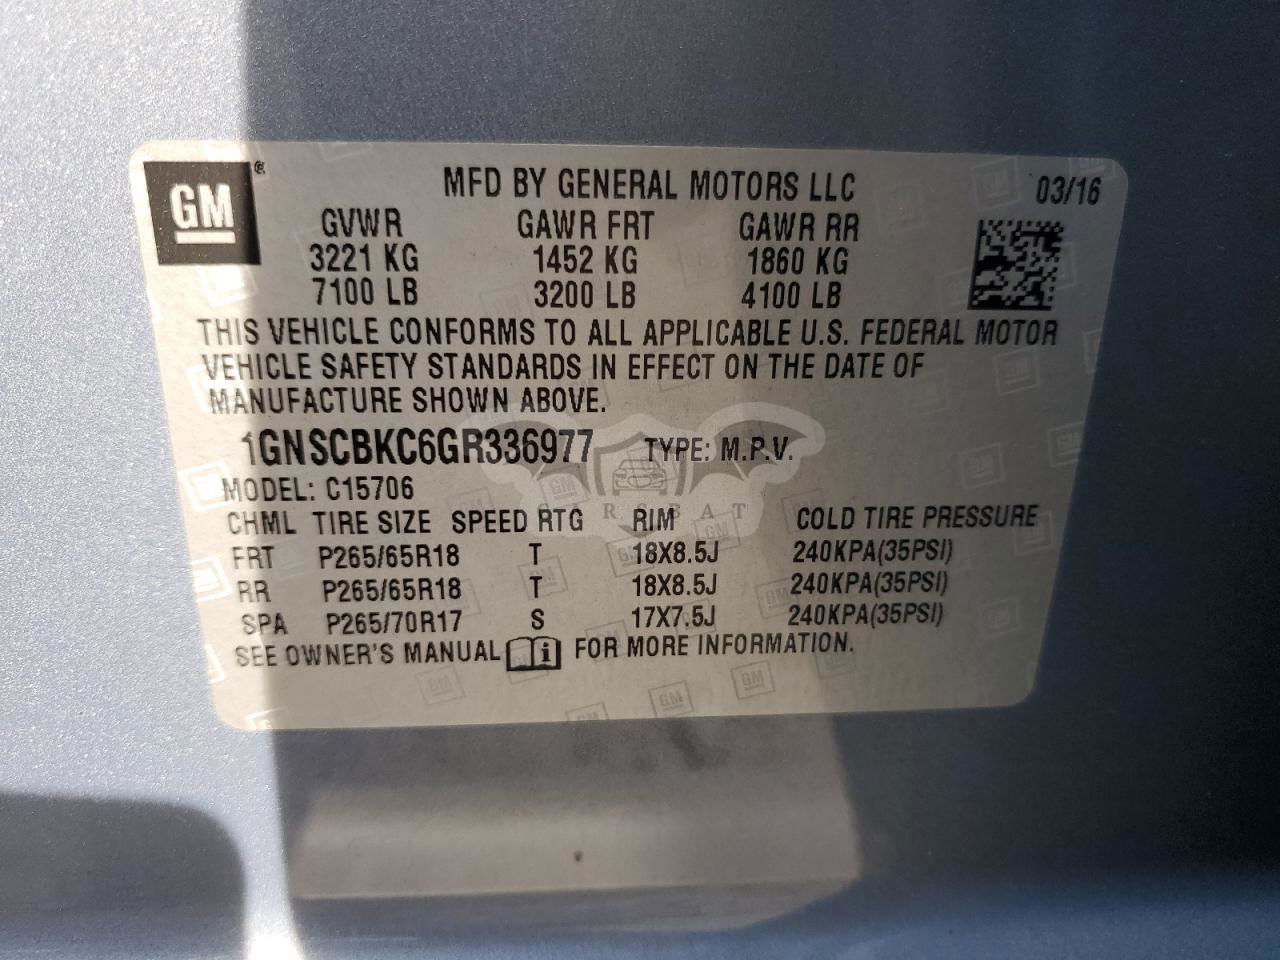 GM ®
MFD BY GENERAL MOTORS LLC 03/16
GVWR GAWR FRT GAWR RR
3221 KG 1452 KG 1860 KG
7100 LB 3200 LB 4100 LB
THIS VEHICLE CONFORMS TO ALL APPLICABLE U.S. FEDERAL MOTOR
VEHICLE SAFETY STANDARDS IN EFFECT ON THE DATE OF
MANUFACTURE SHOWN ABOVE.
1GNSCBKC6GR336977 TYPE: M.P.V.
MODEL: C15706
CHML TIRE SIZE SPEED RTG RIM COLD TIRE PRESSURE
FRT P265/65R18 T 18X8.5J 240KPA(35PSI)
RR P265/65R18 T 18X8.5J 240KPA(35PSI)
SPA P265/70R17 S 17X7.5J 240KPA(35PSI)
SEE OWNER'S MANUAL i FOR MORE INFORMATION.